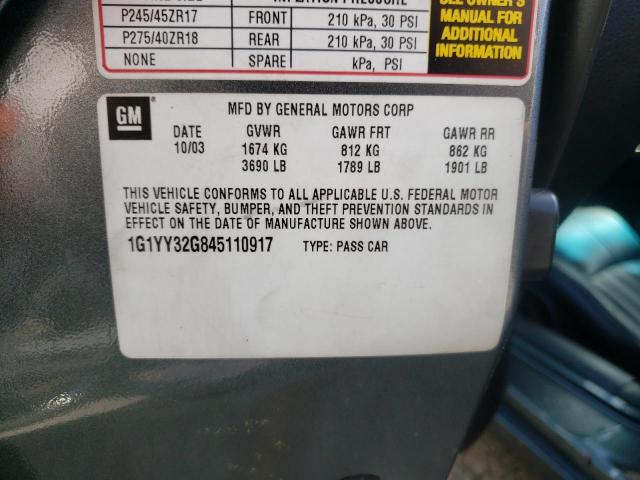 INFLATION PRESSURE
P245/45ZR17 FRONT 210 kPa, 30 PSI
P275/40ZR18 REAR 210 kPa, 30 PSI
NONE SPARE kPa, PSI
SEE OWNER'S
MANUAL FOR
ADDITIONAL
INFORMATION
GM
MFD BY GENERAL MOTORS CORP
DATE GVWR GAWR FRT GAWR RR
10/03 1674 KG 812 KG 862 KG
3690 LB 1789 LB 1901 LB
THIS VEHICLE CONFORMS TO ALL APPLICABLE U.S. FEDERAL MOTOR
VEHICLE SAFETY, BUMPER, AND THEFT PREVENTION STANDARDS IN
EFFECT ON THE DATE OF MANUFACTURE SHOWN ABOVE.
1G1YY32G845110917 TYPE: PASS CAR